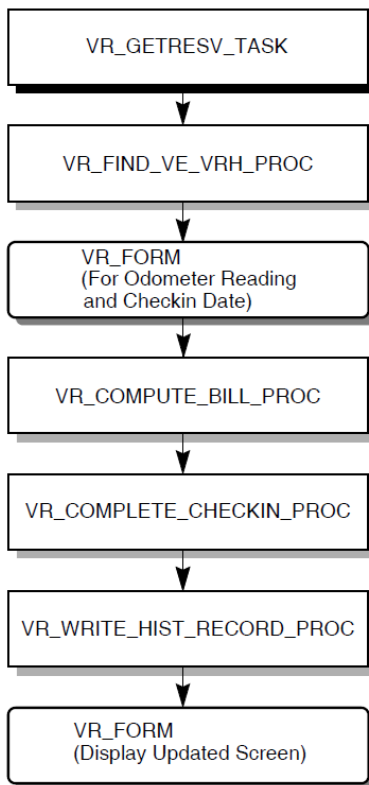 VR_GETRESV_TASK
VR_FIND_VE_VRH_PROC
VR_FORM
(For Odometer Reading
and Checkin Date)
VR_COMPUTE_BILL_PROC
VR_COMPLETE_CHECKIN_PROC
VR_WRITE_HIST_RECORD_PROC
VR_FORM
(Display Updated Screen)